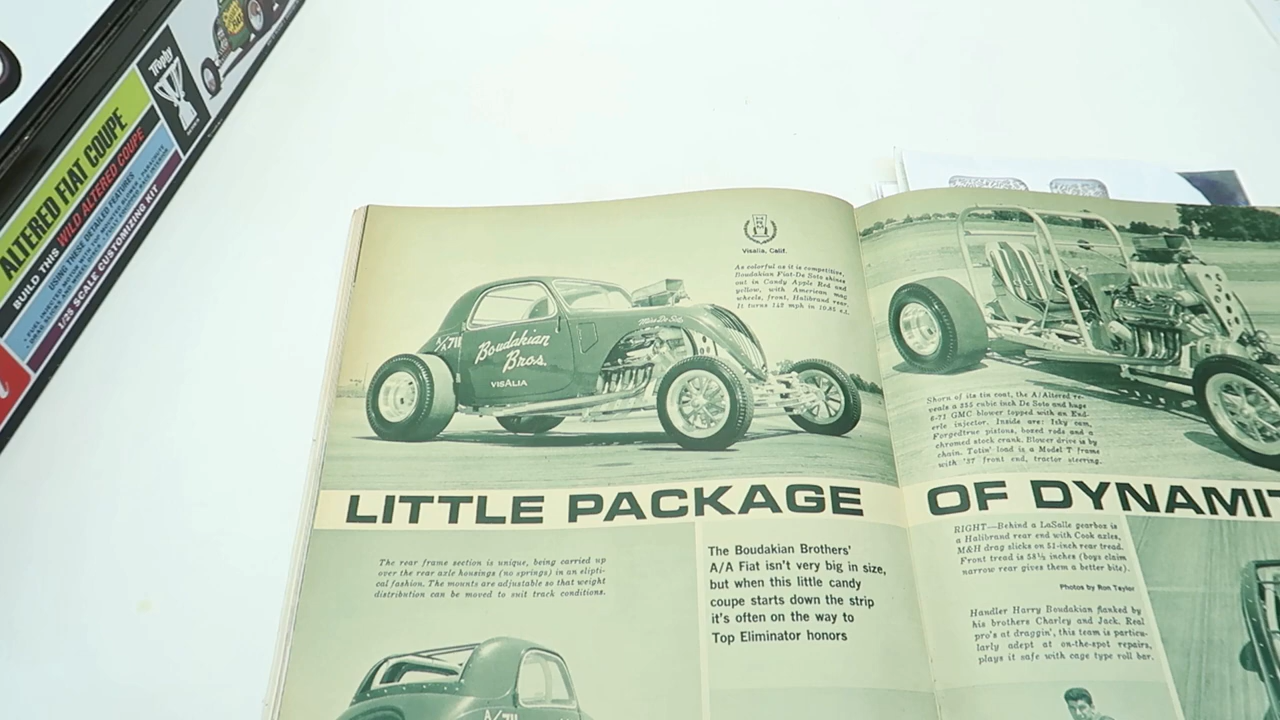 Trophy
SERIES
ALTERED FIAT COUPE
BUILD THIS WILD ALTERED COUPE
USING THESE DETAILED FEATURES
1/25 SCALE CUSTOMIZING KIT
Visalia, Calif.
As colorful as it is competitive,
Boudakian Fiat-De Soto shines
out in Candy Apple Red and
yellow, with American mag
wheels, front, Halibrand rear.
It turns 142 mph in 10.85 e.t.
Miss De Soto
A/A 711
Boudakian
Bros.
VISALIA
Shorn of its tin coat, the A/Altered re-
veals a 355 cubic inch De Soto and huge
6-71 GMC blower topped with an End-
erle injector. Inside are: Isky cam,
Forgedtrue pistons, boxed rods and a
chromed stock crank. Blower drive is by
chain. Totin' load is a Model T frame
with '37 front end, tractor steering.
LITTLE PACKAGE OF DYNAMIT
The rear frame section is unique, being carried up
over the rear axle housings (no springs) in an ellipti-
cal fashion. The mounts are adjustable so that weight
distribution can be moved to suit track conditions.
The Boudakian Brothers'
A/A Fiat isn't very big in size,
but when this little candy
coupe starts down the strip
it's often on the way to
Top Eliminator honors
RIGHT—Behind a LaSalle gearbox is
a Halibrand rear end with Cook axles,
M&H drag slicks on 51-inch rear tread.
Front tread is 58½ inches (boys claim
narrow rear gives them a better bite).
Photos by Ron Taylor
Handler Harry Boudakian flanked by
his brothers Charley and Jack. Real
pro's at draggin', this team is particu-
larly adept at on-the-spot repairs,
plays it safe with cage type roll bar.
A/711